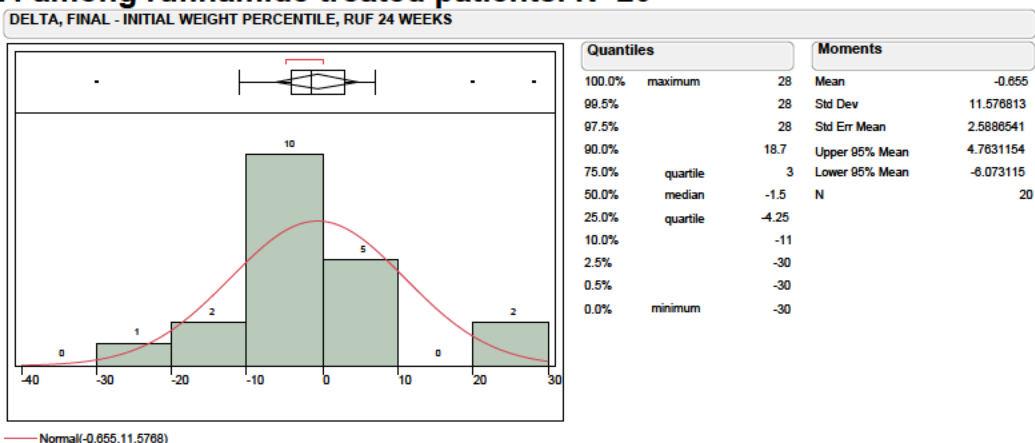 DELTA, FINAL - INITIAL WEIGHT PERCENTILE, RUF 24 WEEKS
10
5
2
2
1
0
0
-40 -30 -20 -10 0 10 20 30
Normal(-0.655,11.5768)
Quantiles
100.0% maximum 28
99.5% 28
97.5% 28
90.0% 18.7
75.0% quartile 3
50.0% median -1.5
25.0% quartile -4.25
10.0% -11
2.5% -30
0.5% -30
0.0% minimum -30
Moments
Mean -0.655
Std Dev 11.576813
Std Err Mean 2.5886541
Upper 95% Mean 4.7631154
Lower 95% Mean -6.073115
N 20